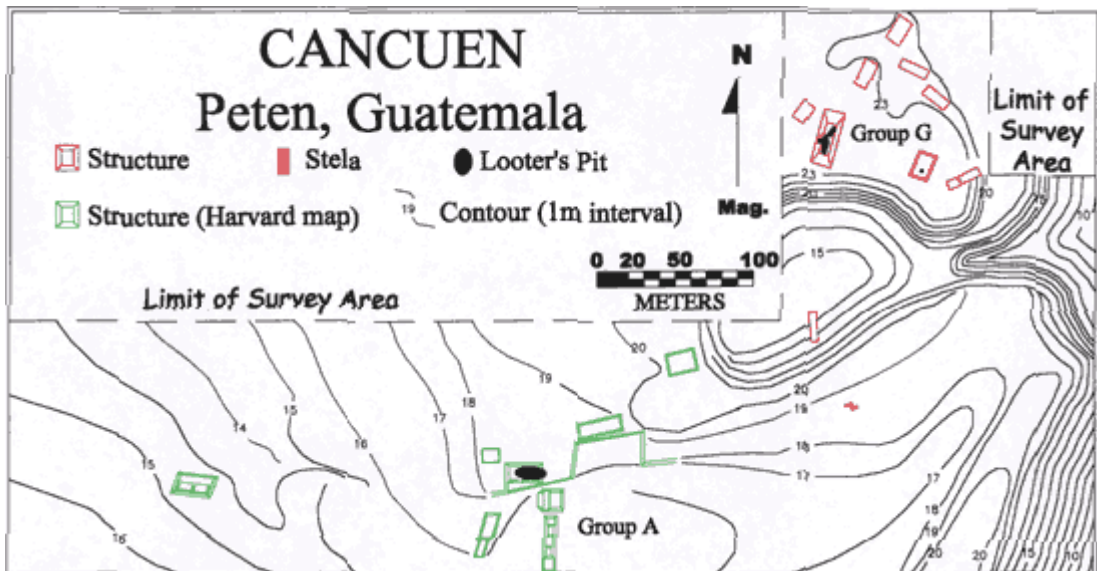 CANCUEN
Peten, Guatemala
N
Structure
Stela
Looter's Pit
Structure (Harvard map)
19
Contour (1m interval)
Mag.
0 20 60 100
METERS
Limit of Survey Area
Limit of
Survey
Area
23
Group G
23
20
20
15
10
15
20
20
19
19
18
17
15
14
16
18
17
15
16
17
18
19
20
20
15
10
Group A